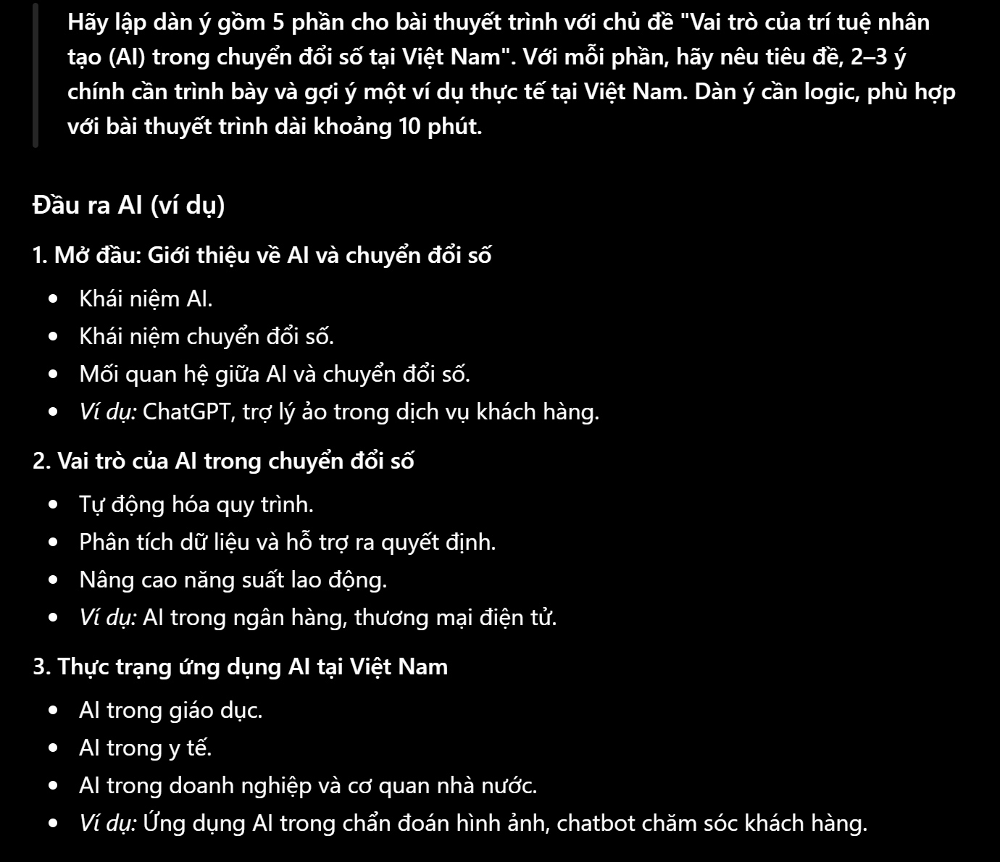 Hãy lập dàn ý gồm 5 phần cho bài thuyết trình với chủ đề "Vai trò của trí tuệ nhân
tạo (AI) trong chuyển đổi số tại Việt Nam". Với mỗi phần, hãy nêu tiêu đề, 2–3 ý
chính cần trình bày và gợi ý một ví dụ thực tế tại Việt Nam. Dàn ý cần logic, phù hợp
với bài thuyết trình dài khoảng 10 phút.
Đầu ra AI (ví dụ)
1. Mở đầu: Giới thiệu về AI và chuyển đổi số
• Khái niệm AI.
• Khái niệm chuyển đổi số.
• Mối quan hệ giữa AI và chuyển đổi số.
• Ví dụ: ChatGPT, trợ lý ảo trong dịch vụ khách hàng.
2. Vai trò của AI trong chuyển đổi số
• Tự động hóa quy trình.
• Phân tích dữ liệu và hỗ trợ ra quyết định.
• Nâng cao năng suất lao động.
• Ví dụ: AI trong ngân hàng, thương mại điện tử.
3. Thực trạng ứng dụng AI tại Việt Nam
• AI trong giáo dục.
• AI trong y tế.
• AI trong doanh nghiệp và cơ quan nhà nước.
• Ví dụ: Ứng dụng AI trong chẩn đoán hình ảnh, chatbot chăm sóc khách hàng.